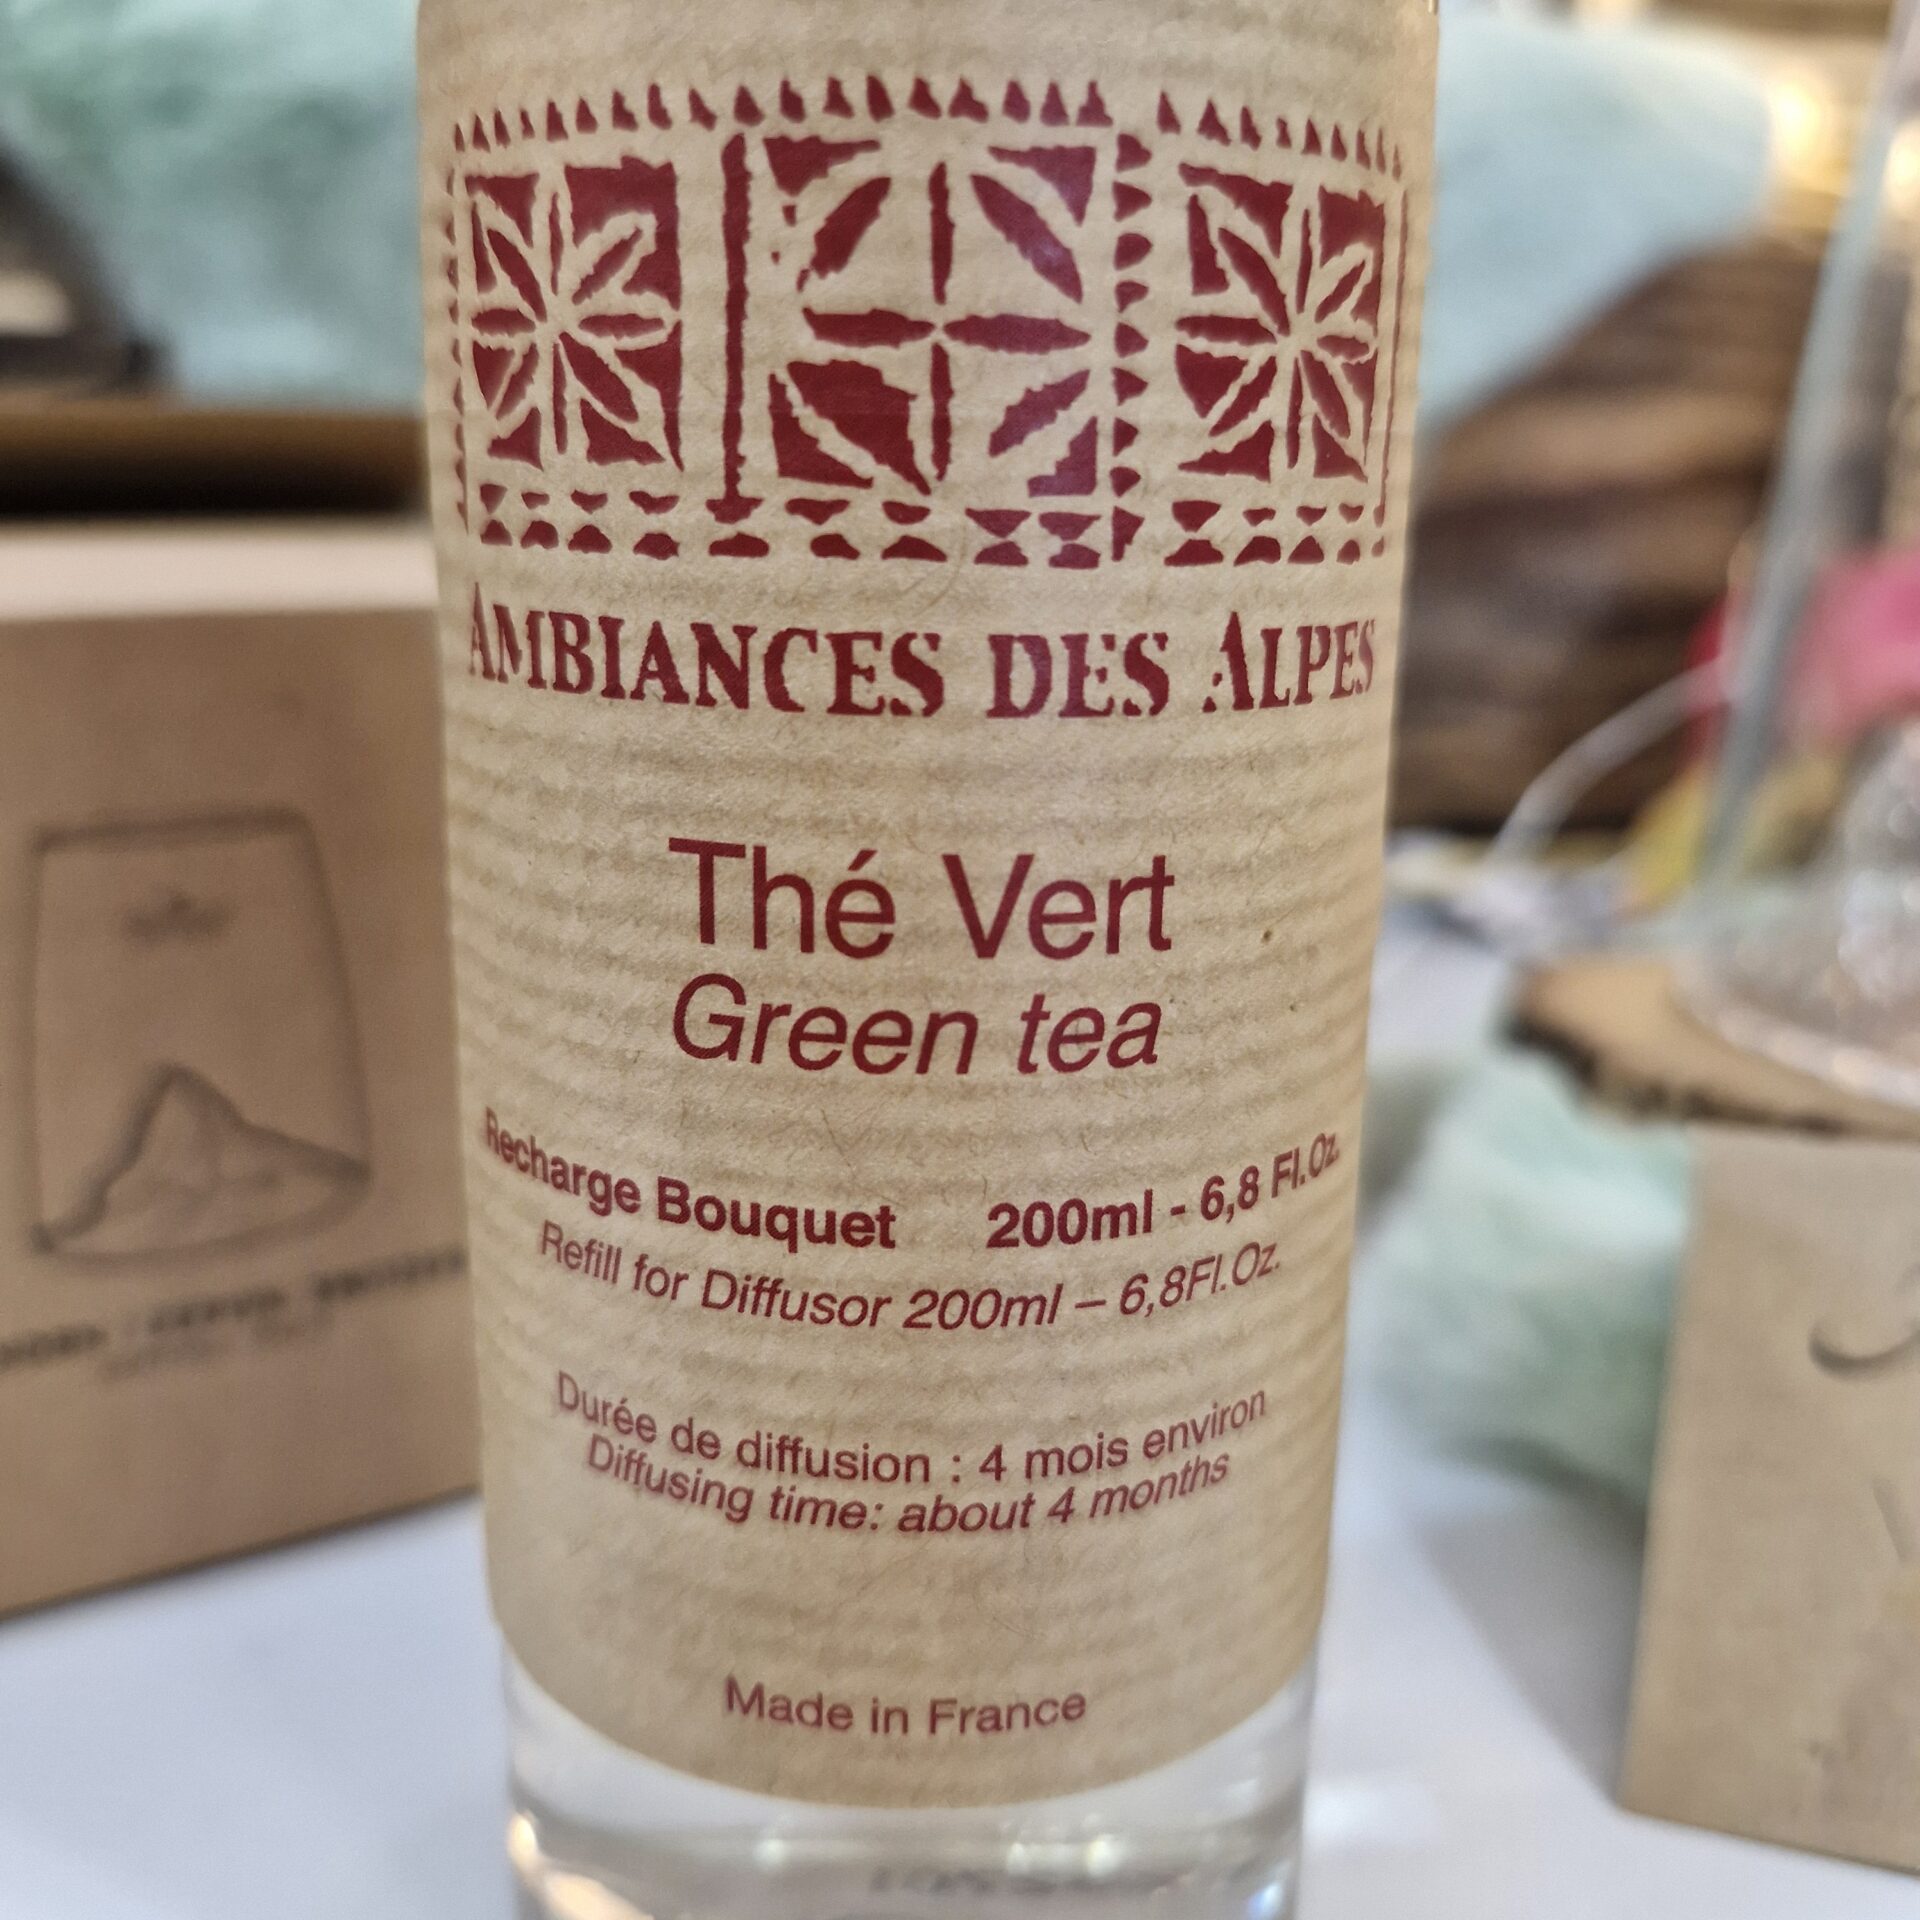 AMBIANCES DES ALPES
Thé Vert
Green tea
Recharge Bouquet 200ml - 6,8 Fl.Oz.
Refill for Diffusor 200ml – 6,8Fl.Oz.
Durée de diffusion : 4 mois environ
Diffusing time: about 4 months
Made in France